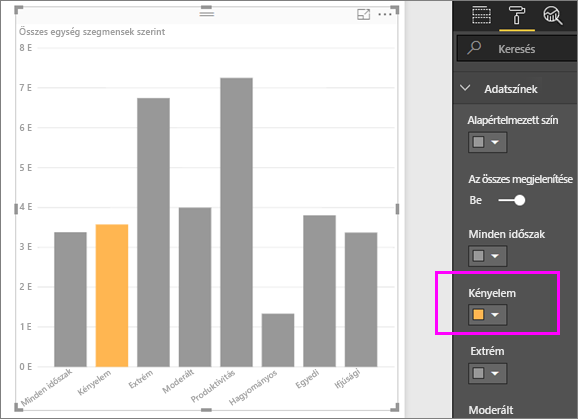 Összes egység szegmensek szerint
8 E
7 E
6 E
5 E
4 E
3 E
2 E
1 E
0 E
Minden időszak
Kényelem
Extrém
Moderált
Produktivitás
Hagyományos
Egyedi
Ifjúsági
Keresés
Adatszínek
Alapértelmezett szín
Az összes megjelenítése
Be
Minden időszak
Kényelem
Extrém
Moderált